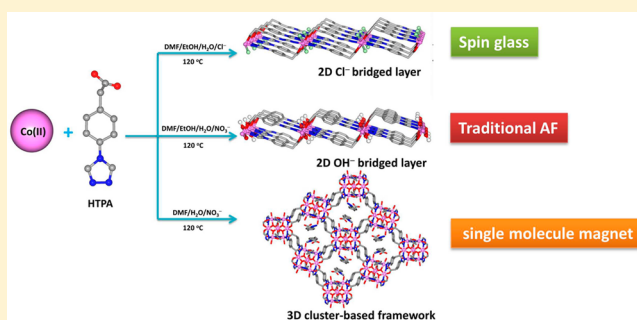 DMF/EtOH/H₂O/Cl⁻
120 °C
2D Cl⁻ bridged layer
Spin glass
Co(II)
+
HTPA
DMF/EtOH/H₂O/NO₃⁻
120 °C
2D OH⁻ bridged layer
Traditional AF
DMF/H₂O/NO₃⁻
120 °C
3D cluster-based framework
single molecule magnet